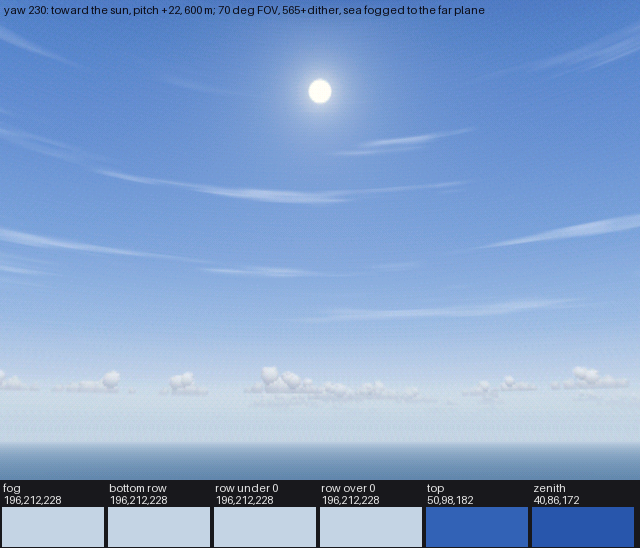 yaw 230: toward the sun, pitch +22, 600 m; 70 deg FOV, 565+dither, sea fogged to the far plane
fog bottom row row under 0 row over 0 top zenith
196,212,228 196,212,228 196,212,228 196,212,228 50,98,182 40,86,172